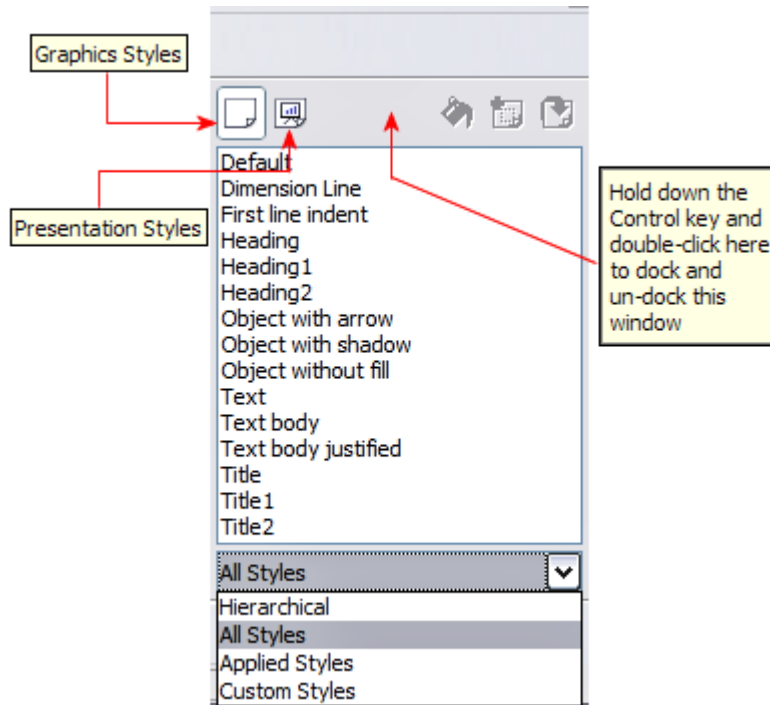 Graphics Styles
Presentation Styles
Default
Dimension Line
First line indent
Heading
Heading1
Heading2
Object with arrow
Object with shadow
Object without fill
Text
Text body
Text body justified
Title
Title1
Title2
All Styles
Hierarchical
All Styles
Applied Styles
Custom Styles
Hold down the
Control key and
double-click here
to dock and
un-dock this
window